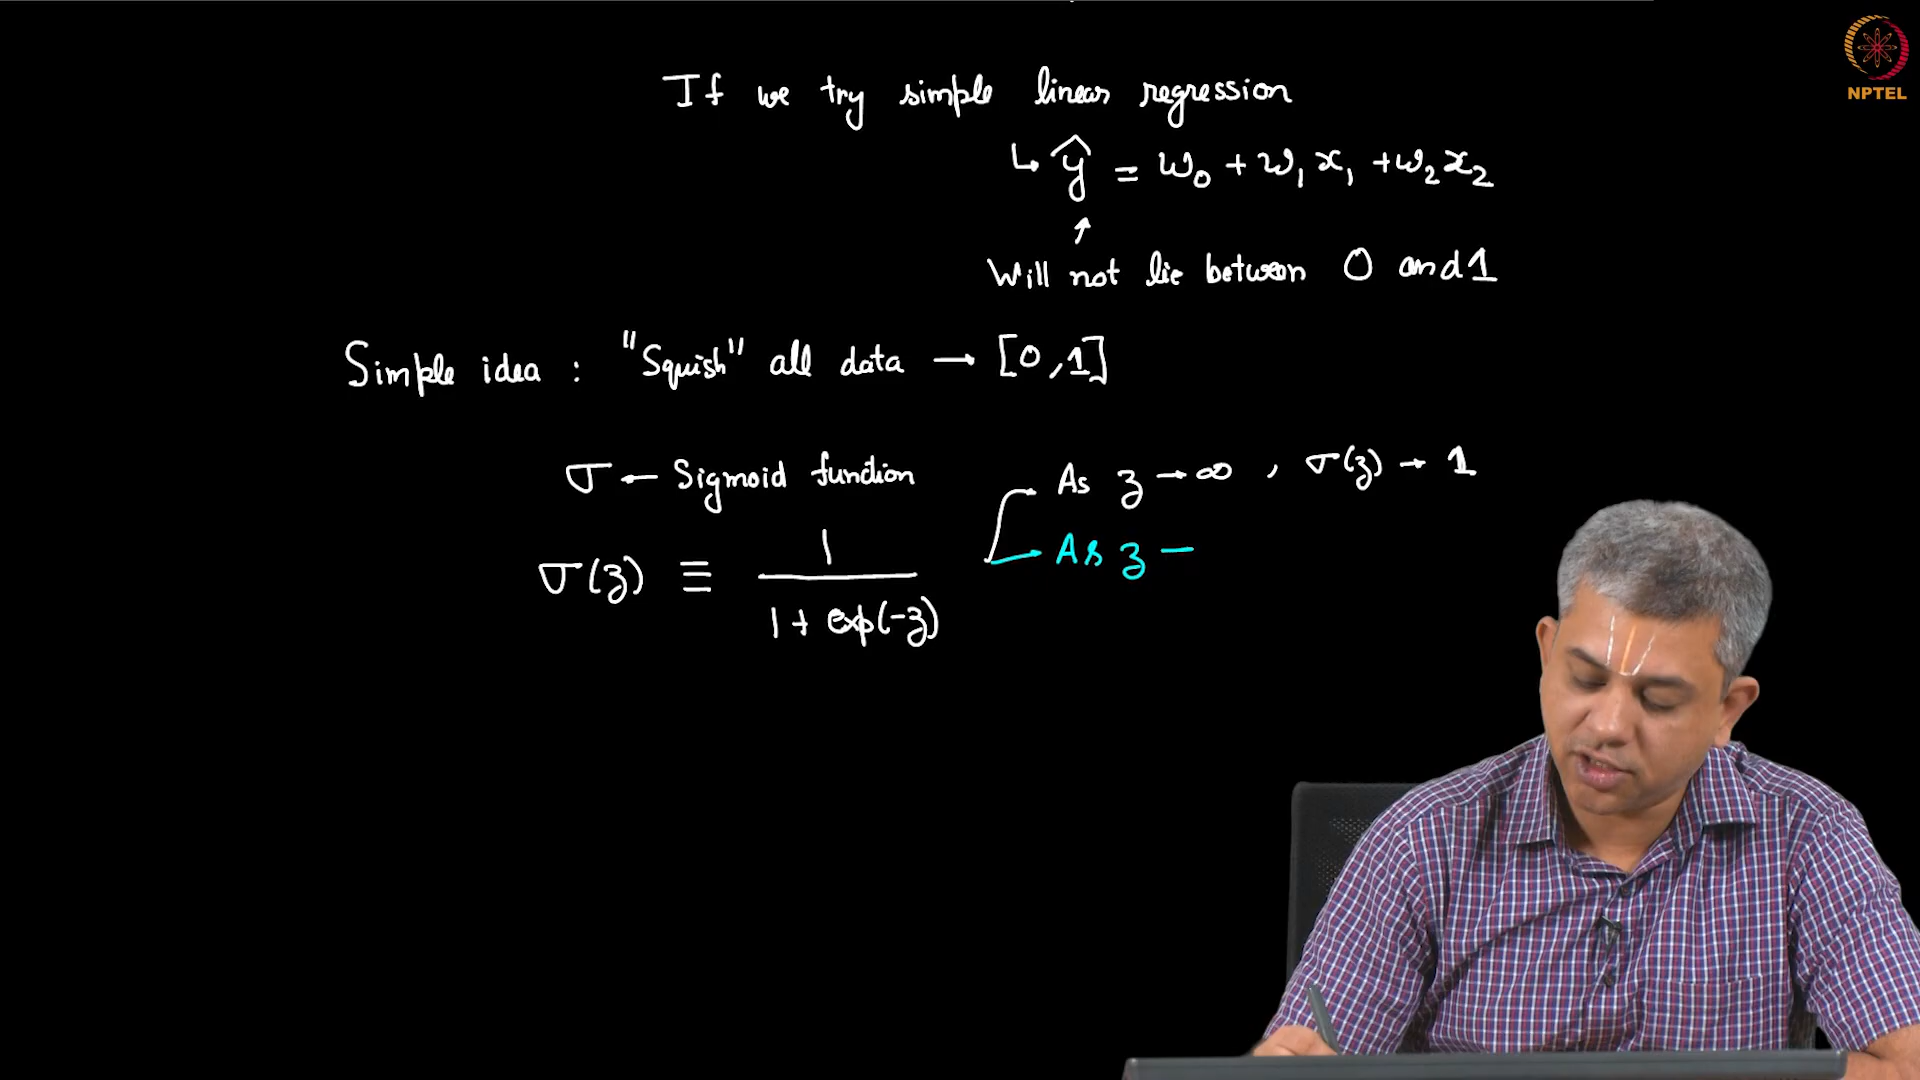 If we try simple linear regression
↳ ŷ = w₀ + w₁x₁ + w₂x₂
↑
Will not lie between 0 and 1
Simple idea : "Squish" all data → [0,1]
σ ← Sigmoid function
As z → ∞ , σ(z) → 1
As z —
σ(z) ≡ 1 / (1 + exp(-z))
NPTEL